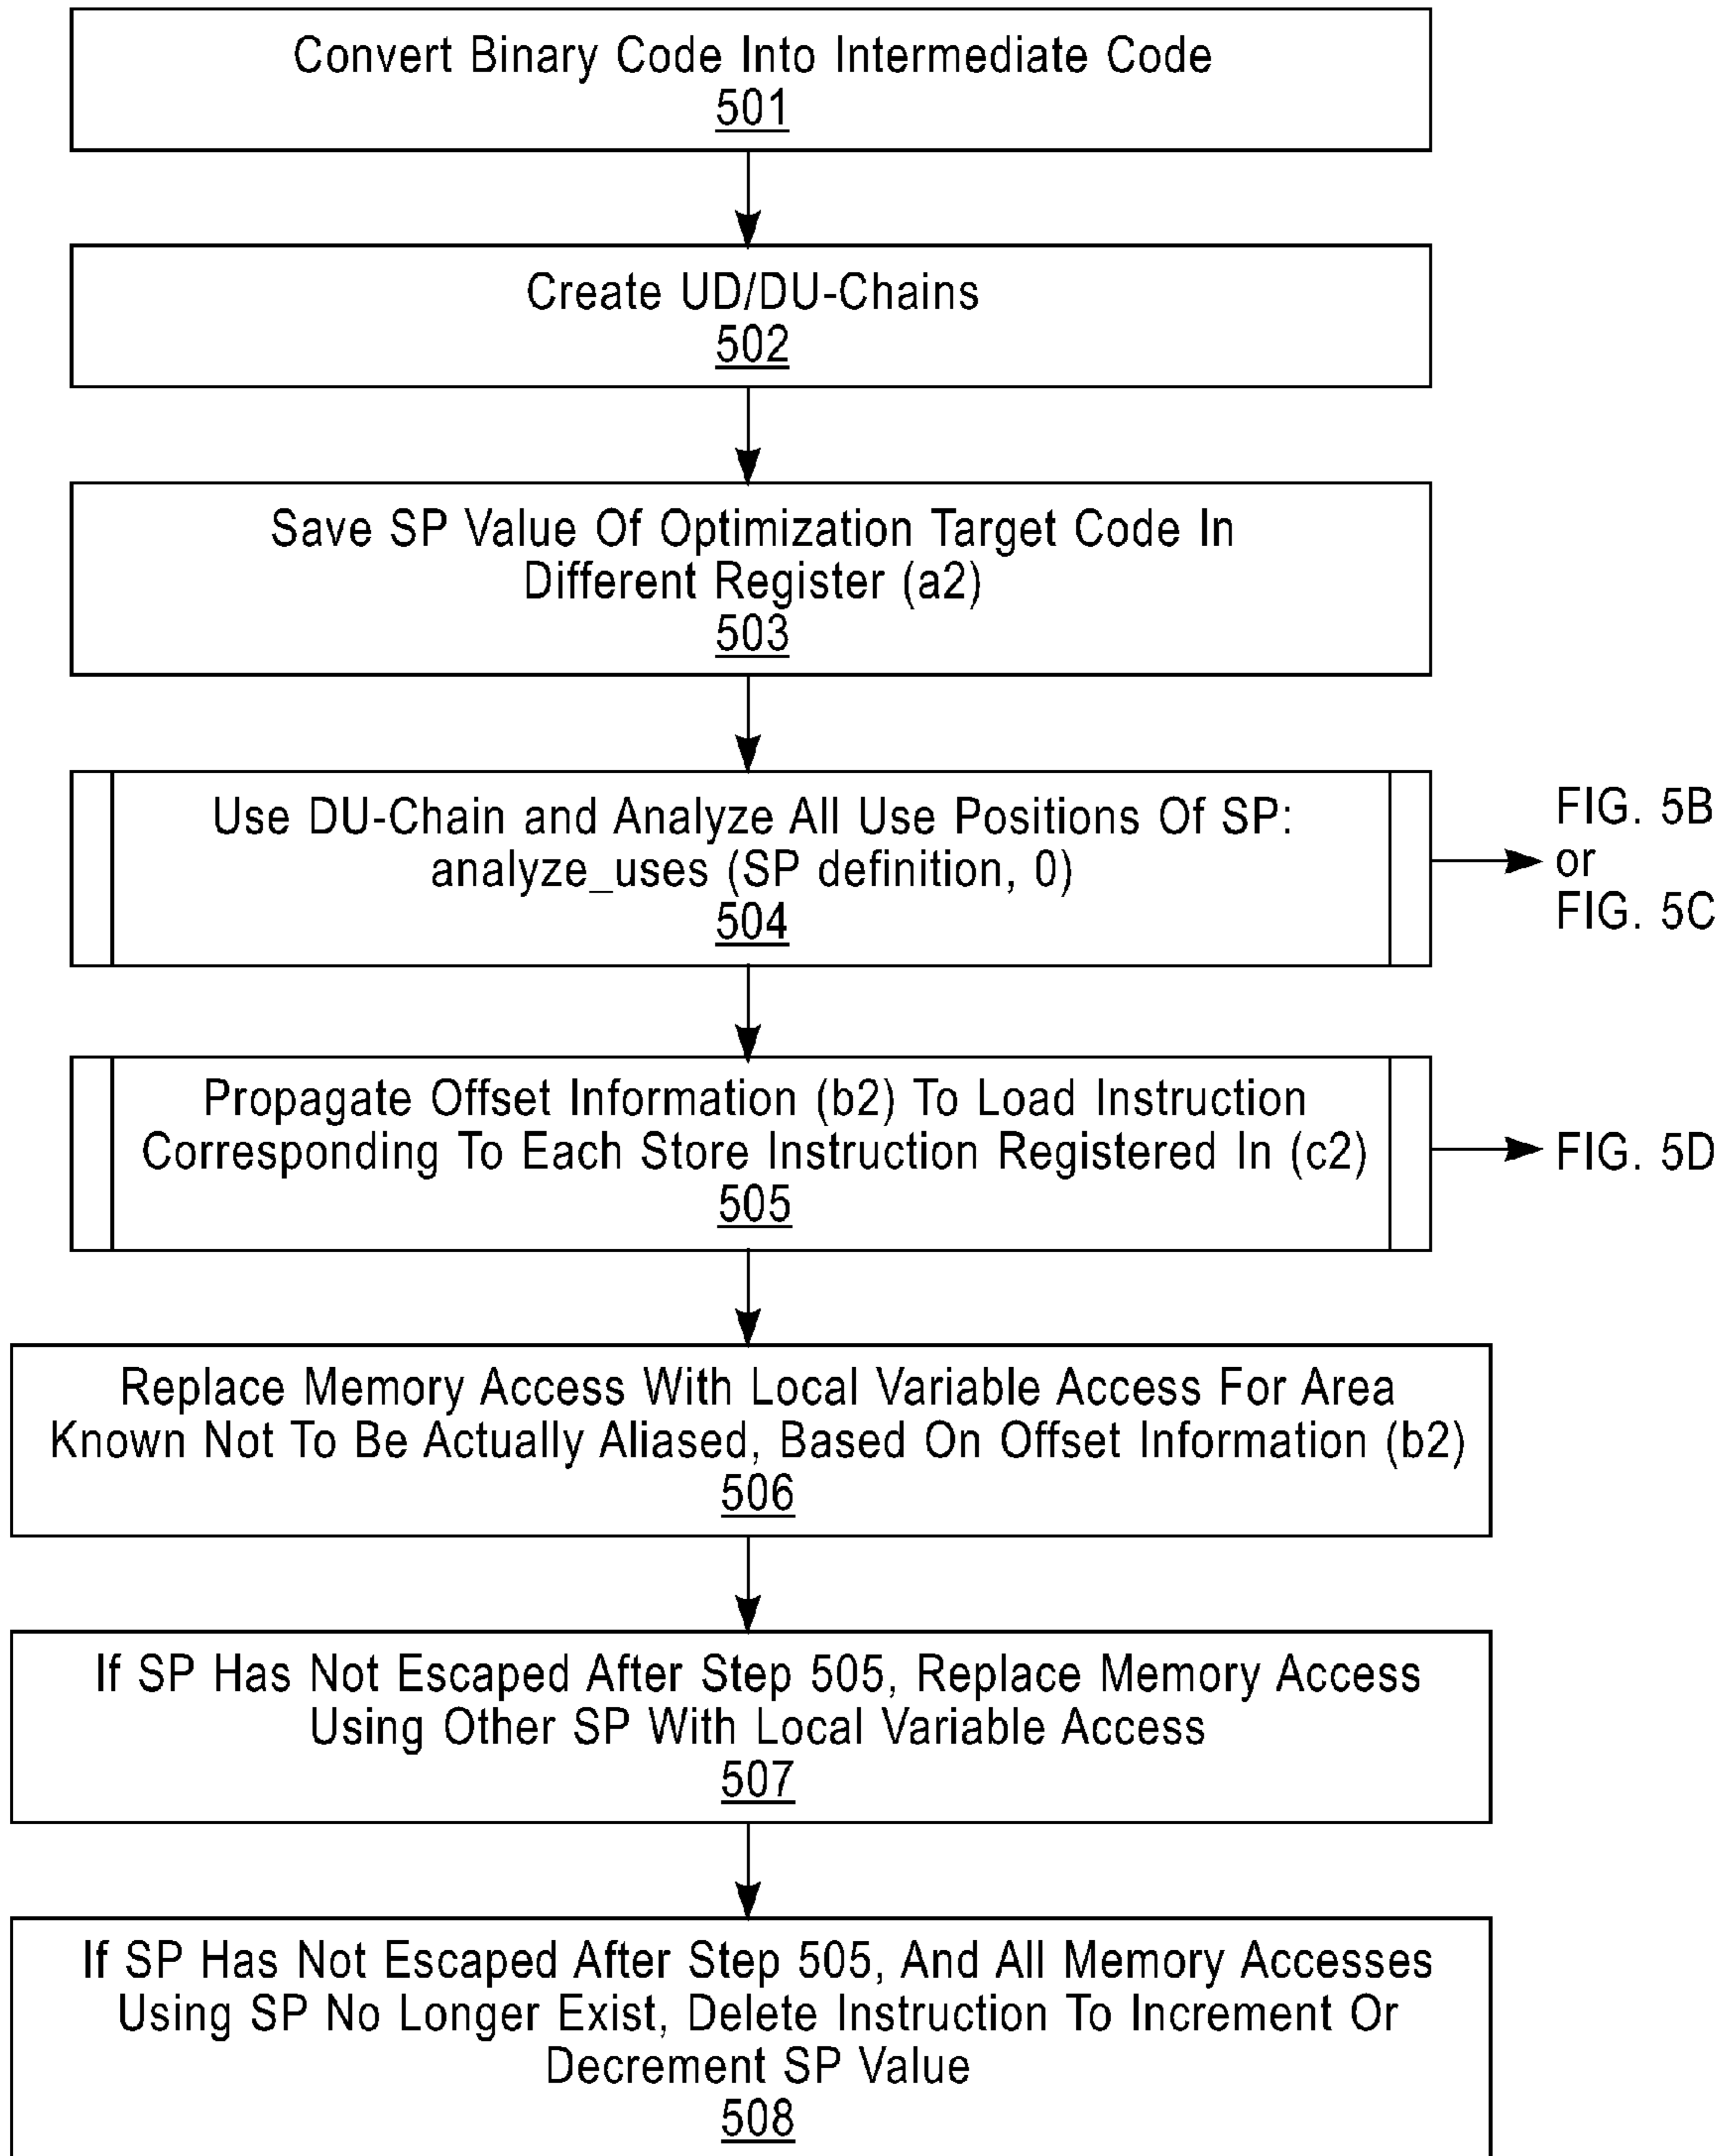 Convert Binary Code Into Intermediate Code
501
Create UD/DU-Chains
502
Save SP Value Of Optimization Target Code In
Different Register (a2)
503
Use DU-Chain and Analyze All Use Positions Of SP:
analyze_uses (SP definition, 0)
504
FIG. 5B
or
FIG. 5C
Propagate Offset Information (b2) To Load Instruction
Corresponding To Each Store Instruction Registered In (c2)
505
FIG. 5D
Replace Memory Access With Local Variable Access For Area
Known Not To Be Actually Aliased, Based On Offset Information (b2)
506
If SP Has Not Escaped After Step 505, Replace Memory Access
Using Other SP With Local Variable Access
507
If SP Has Not Escaped After Step 505, And All Memory Accesses
Using SP No Longer Exist, Delete Instruction To Increment Or
Decrement SP Value
508